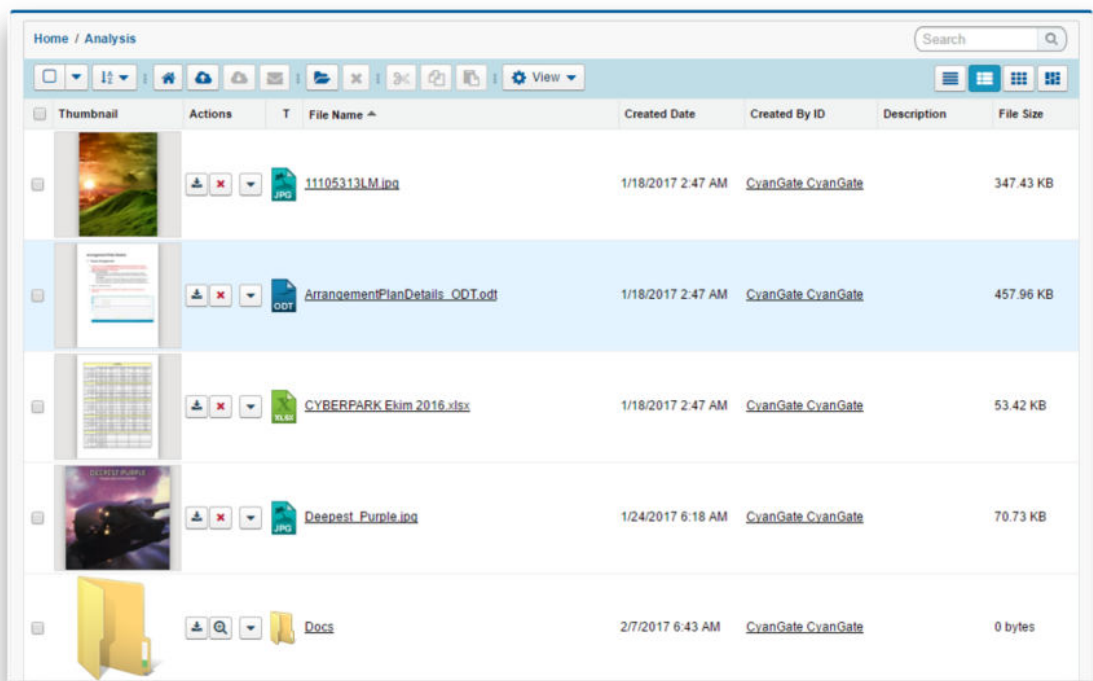 Home / Analysis
Search
View
Thumbnail Actions T File Name Created Date Created By ID Description File Size
JPG 11105313LM.jpg 1/18/2017 2:47 AM CyanGate CyanGate 347.43 KB
ODT ArrangementPlanDetails_ODT.odt 1/18/2017 2:47 AM CyanGate CyanGate 457.96 KB
XLSX CYBERPARK Ekim 2016.xlsx 1/18/2017 2:47 AM CyanGate CyanGate 53.42 KB
DEEPEST PURPLE
JPG Deepest_Purple.jpg 1/24/2017 6:18 AM CyanGate CyanGate 70.73 KB
Docs 2/7/2017 6:43 AM CyanGate CyanGate 0 bytes